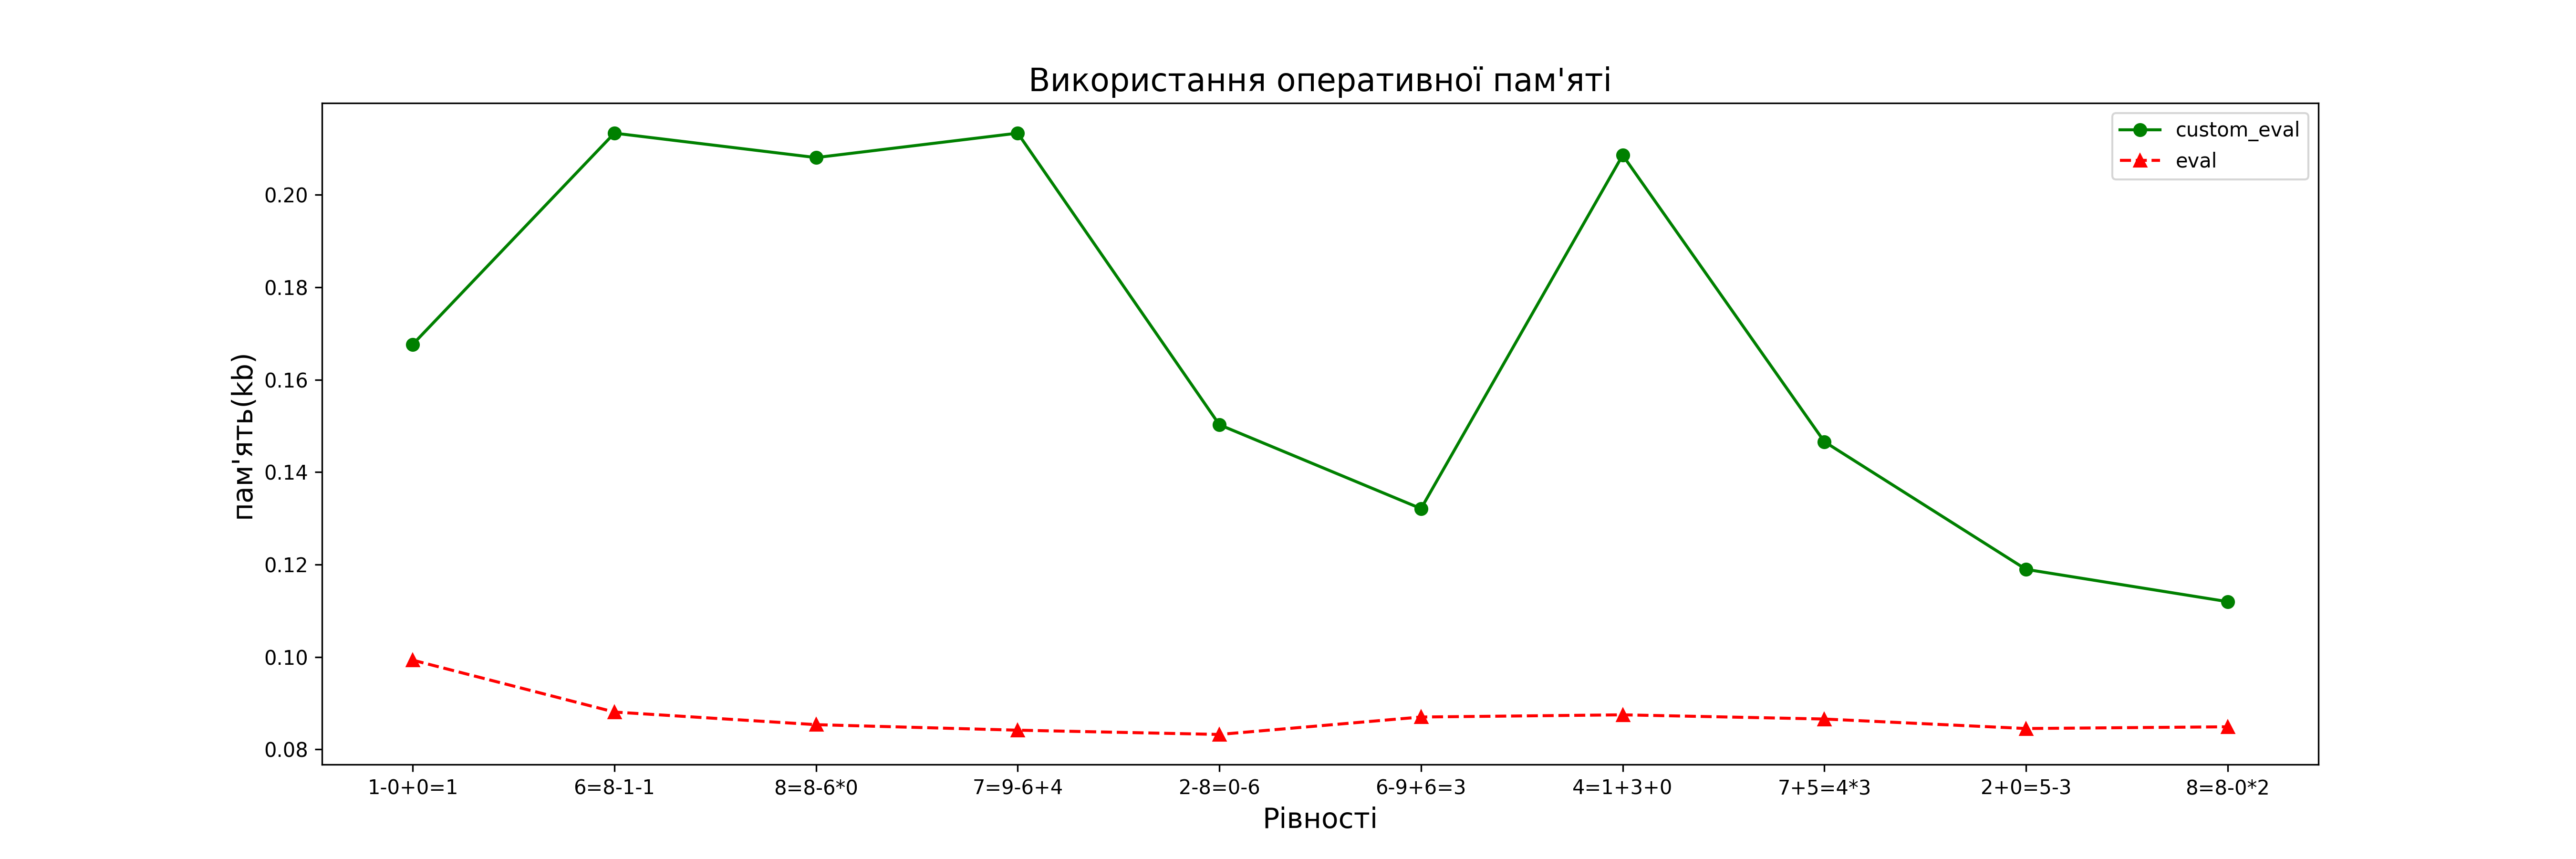 Використання оперативної пам'яті
custom_eval
eval
пам'ять(kb)
0.20
0.18
0.16
0.14
0.12
0.10
0.08
1-0+0=1 6=8-1-1 8=8-6*0 7=9-6+4 2-8=0-6 6-9+6=3 4=1+3+0 7+5=4*3 2+0=5-3 8=8-0*2
Рівності